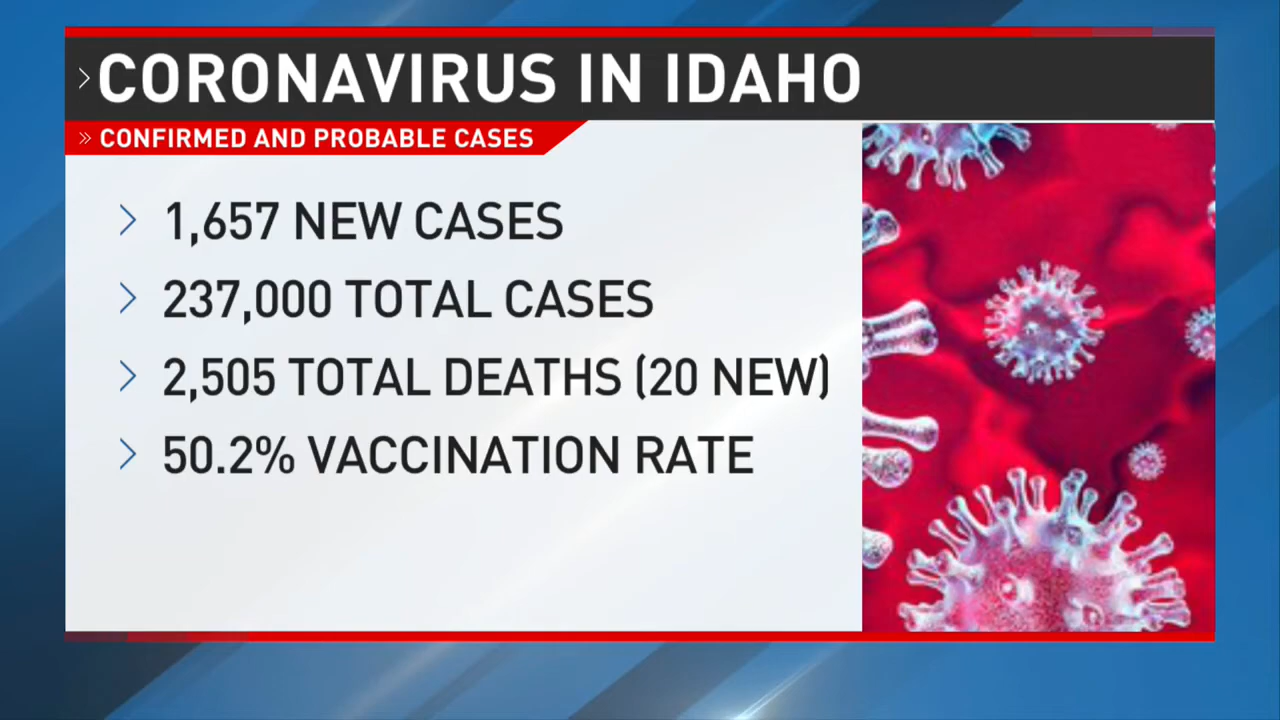 CORONAVIRUS IN IDAHO
CONFIRMED AND PROBABLE CASES
1,657 NEW CASES
237,000 TOTAL CASES
2,505 TOTAL DEATHS (20 NEW)
50.2% VACCINATION RATE